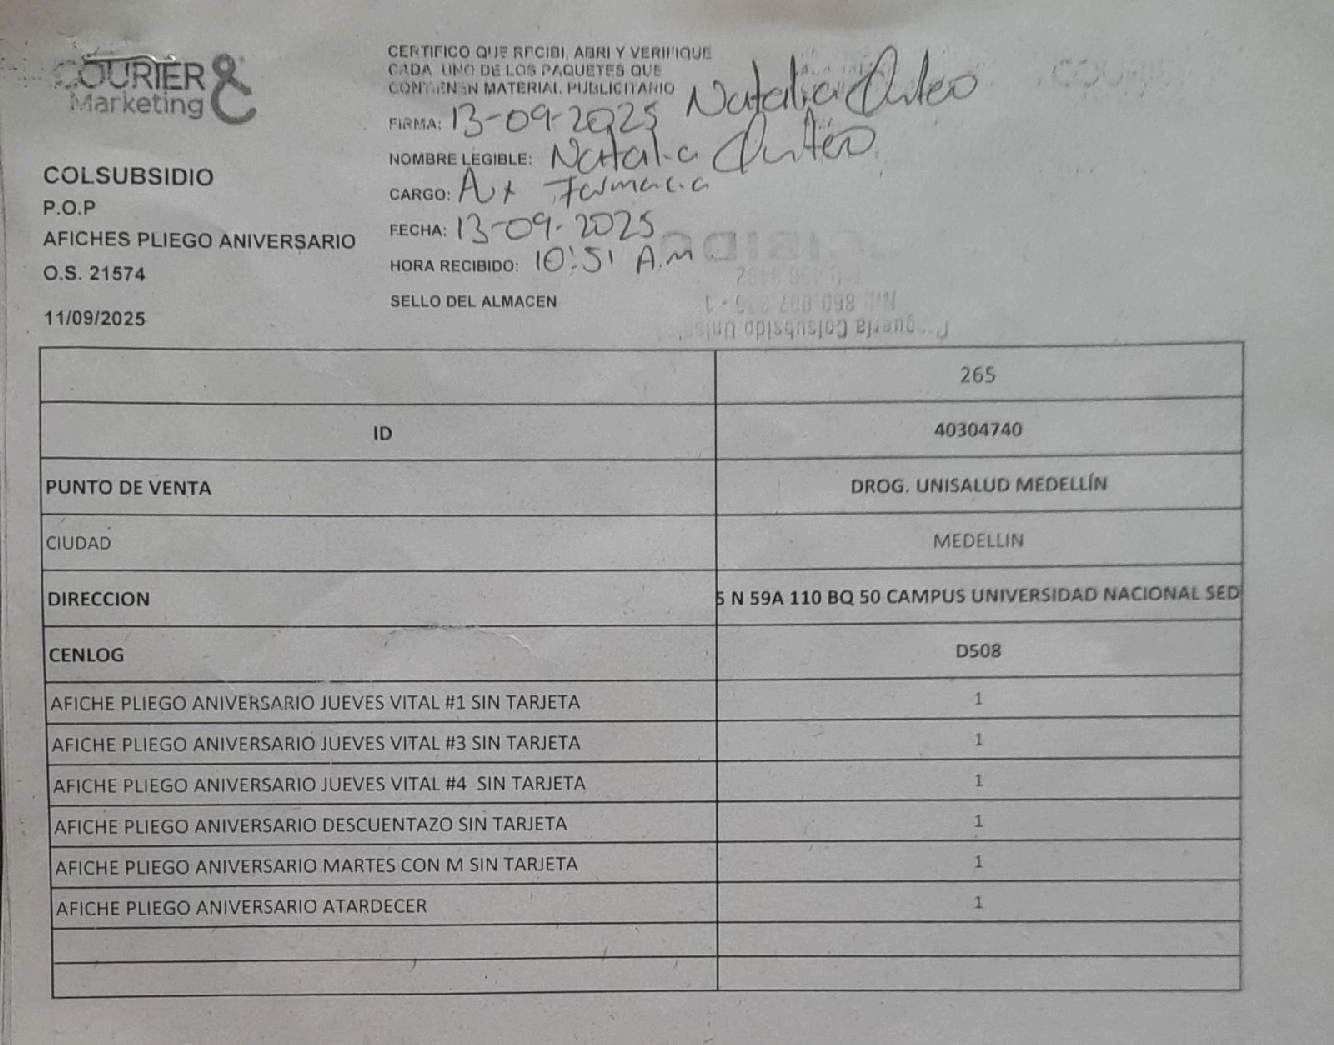 COURIER &
Marketing
COLSUBSIDIO
P.O.P
AFICHES PLIEGO ANIVERSARIO
O.S. 21574
11/09/2025
CERTIFICO QUE RECIBI, ABRI Y VERIFIQUE
CADA UNO DE LOS PAQUETES QUE
CONTIENEN MATERIAL PUBLICITARIO
FIRMA: 13-09-2025 Natalia
NOMBRE LEGIBLE: Natalia
CARGO: Aux Farmacia
FECHA: 13-09-2025
HORA RECIBIDO: 10:51 A.M
SELLO DEL ALMACEN
265
ID 40304740
PUNTO DE VENTA DROG. UNISALUD MEDELLÍN
CIUDAD MEDELLIN
DIRECCION 5 N 59A 110 BQ 50 CAMPUS UNIVERSIDAD NACIONAL SED
CENLOG D508
AFICHE PLIEGO ANIVERSARIO JUEVES VITAL #1 SIN TARJETA 1
AFICHE PLIEGO ANIVERSARIO JUEVES VITAL #3 SIN TARJETA 1
AFICHE PLIEGO ANIVERSARIO JUEVES VITAL #4 SIN TARJETA 1
AFICHE PLIEGO ANIVERSARIO DESCUENTAZO SIN TARJETA 1
AFICHE PLIEGO ANIVERSARIO MARTES CON M SIN TARJETA 1
AFICHE PLIEGO ANIVERSARIO ATARDECER 1